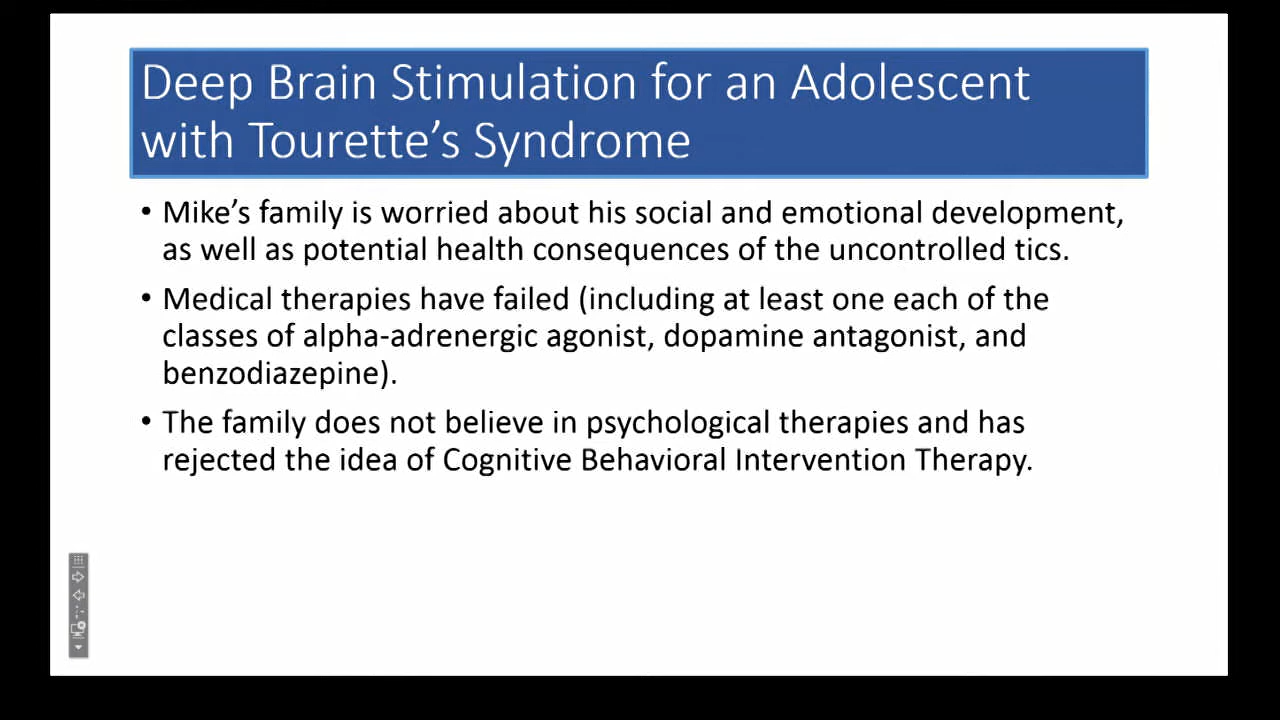 Deep Brain Stimulation for an Adolescent
with Tourette’s Syndrome
• Mike’s family is worried about his social and emotional development,
as well as potential health consequences of the uncontrolled tics.
• Medical therapies have failed (including at least one each of the
classes of alpha-adrenergic agonist, dopamine antagonist, and
benzodiazepine).
• The family does not believe in psychological therapies and has
rejected the idea of Cognitive Behavioral Intervention Therapy.